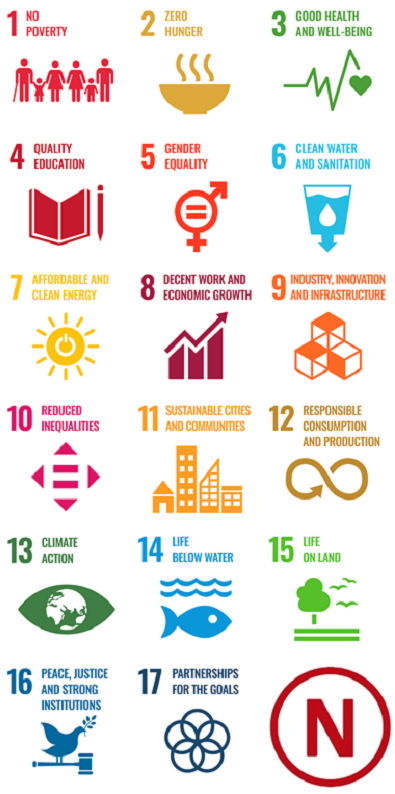 1 NO
POVERTY
2 ZERO
HUNGER
3 GOOD HEALTH
AND WELL-BEING
4 QUALITY
EDUCATION
5 GENDER
EQUALITY
6 CLEAN WATER
AND SANITATION
7 AFFORDABLE AND
CLEAN ENERGY
8 DECENT WORK AND
ECONOMIC GROWTH
9 INDUSTRY, INNOVATION
AND INFRASTRUCTURE
10 REDUCED
INEQUALITIES
11 SUSTAINABLE CITIES
AND COMMUNITIES
12 RESPONSIBLE
CONSUMPTION
AND PRODUCTION
13 CLIMATE
ACTION
14 LIFE
BELOW WATER
15 LIFE
ON LAND
16 PEACE, JUSTICE
AND STRONG
INSTITUTIONS
17 PARTNERSHIPS
FOR THE GOALS
N